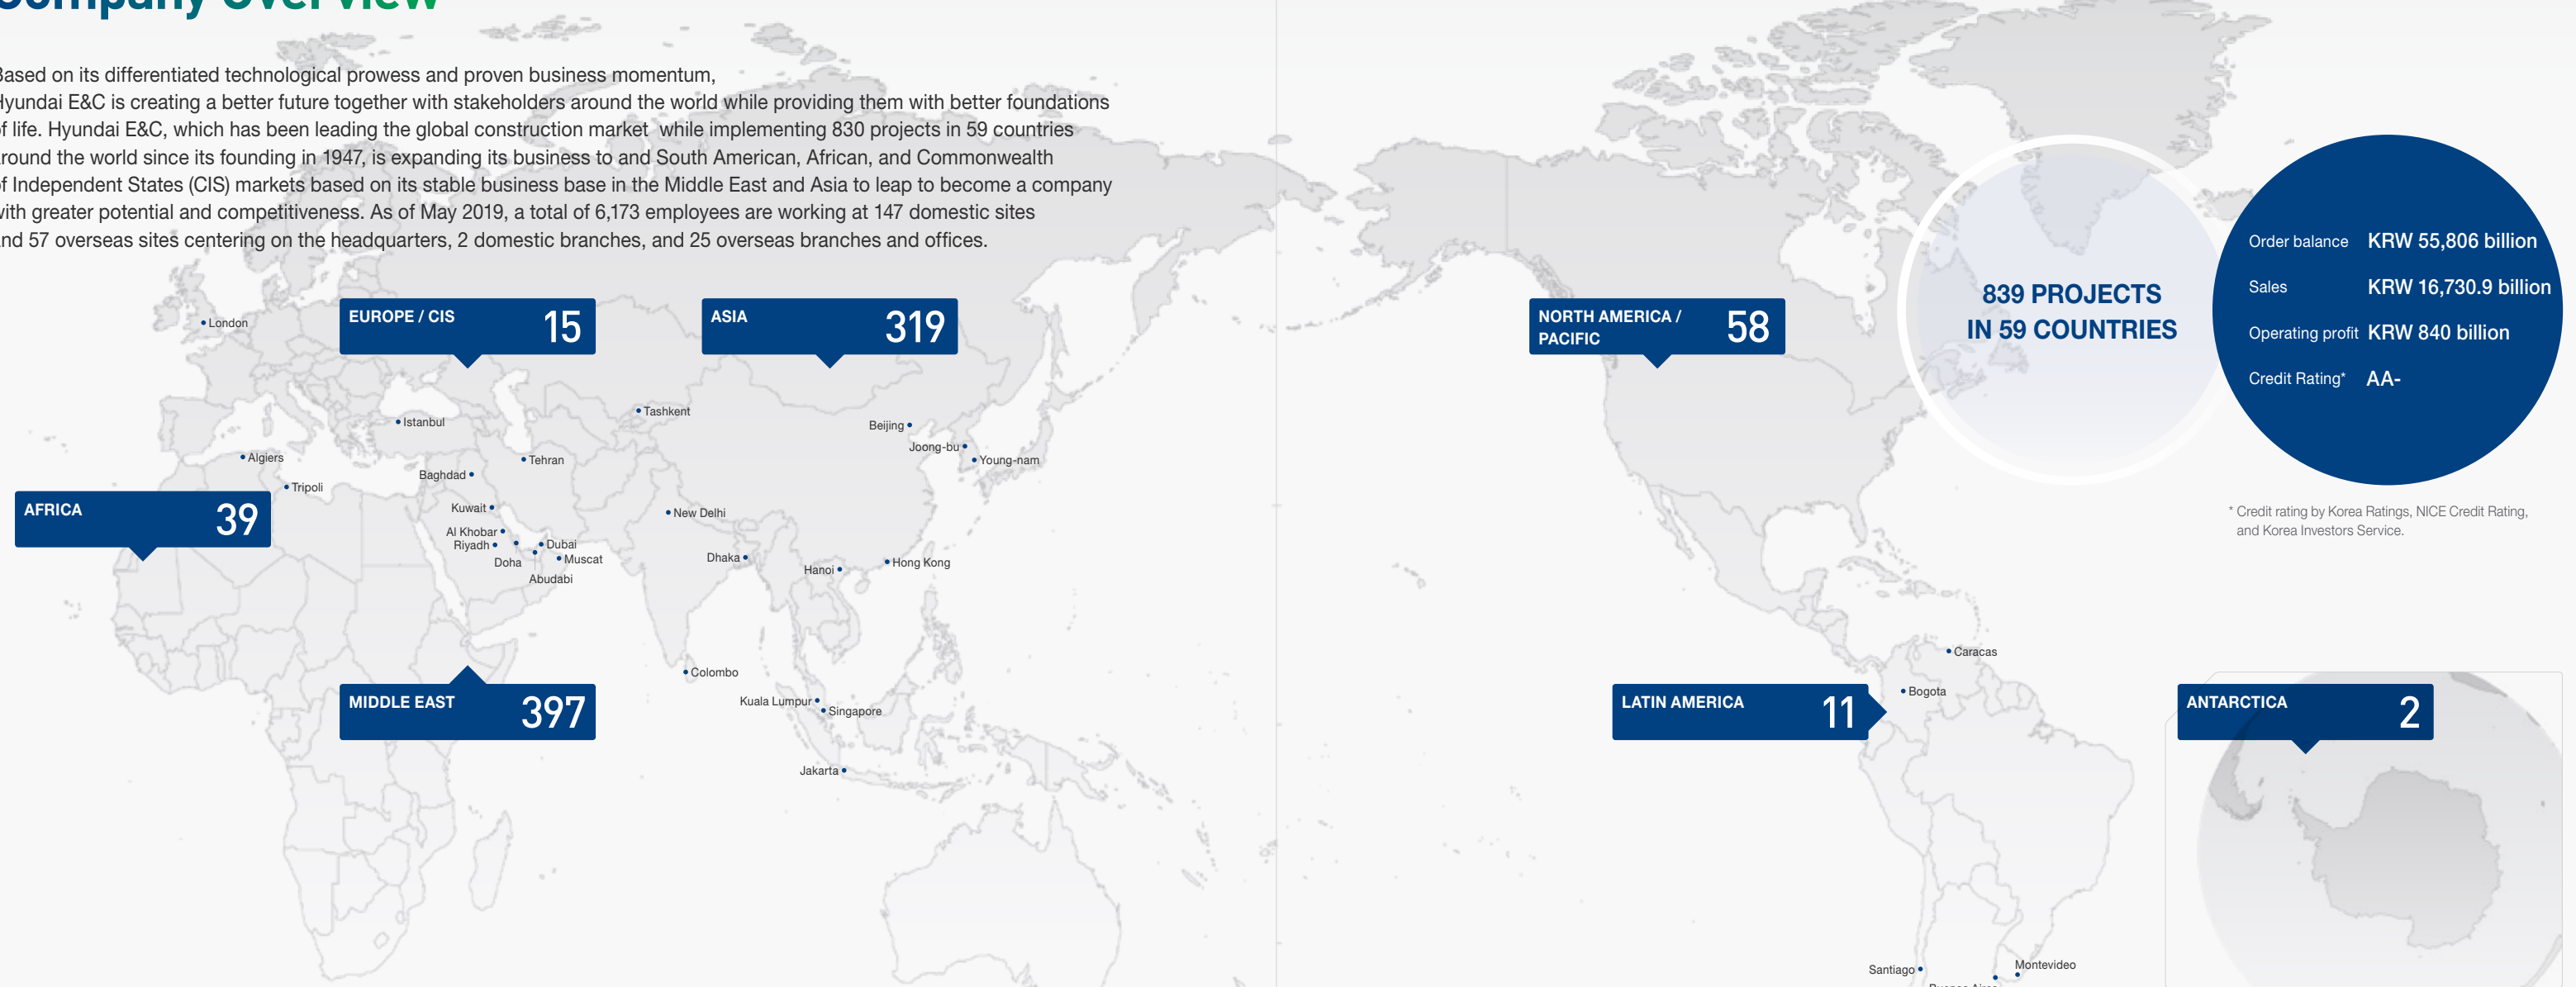 Company Overview
Based on its differentiated technological prowess and proven business momentum,
Hyundai E&C is creating a better future together with stakeholders around the world while providing them with better foundations
of life. Hyundai E&C, which has been leading the global construction market while implementing 830 projects in 59 countries
around the world since its founding in 1947, is expanding its business to and South American, African, and Commonwealth
of Independent States (CIS) markets based on its stable business base in the Middle East and Asia to leap to become a company
with greater potential and competitiveness. As of May 2019, a total of 6,173 employees are working at 147 domestic sites
and 57 overseas sites centering on the headquarters, 2 domestic branches, and 25 overseas branches and offices.
London
EUROPE / CIS 15
ASIA 319
Istanbul
Tashkent
Beijing
Joong-bu
Young-nam
Algiers
Tehran
Baghdad
Tripoli
AFRICA 39
Kuwait
New Delhi
Al Khobar
Riyadh
Dubai
Doha
Muscat
Abudabi
Dhaka
Hanoi
Hong Kong
MIDDLE EAST 397
Colombo
Kuala Lumpur
Singapore
Jakarta
NORTH AMERICA /
PACIFIC 58
839 PROJECTS
IN 59 COUNTRIES
Order balance KRW 55,806 billion
Sales KRW 16,730.9 billion
Operating profit KRW 840 billion
Credit Rating* AA-
* Credit rating by Korea Ratings, NICE Credit Rating,
and Korea Investors Service.
Caracas
Bogota
LATIN AMERICA 11
ANTARCTICA 2
Santiago
Montevideo
Buenos Aires